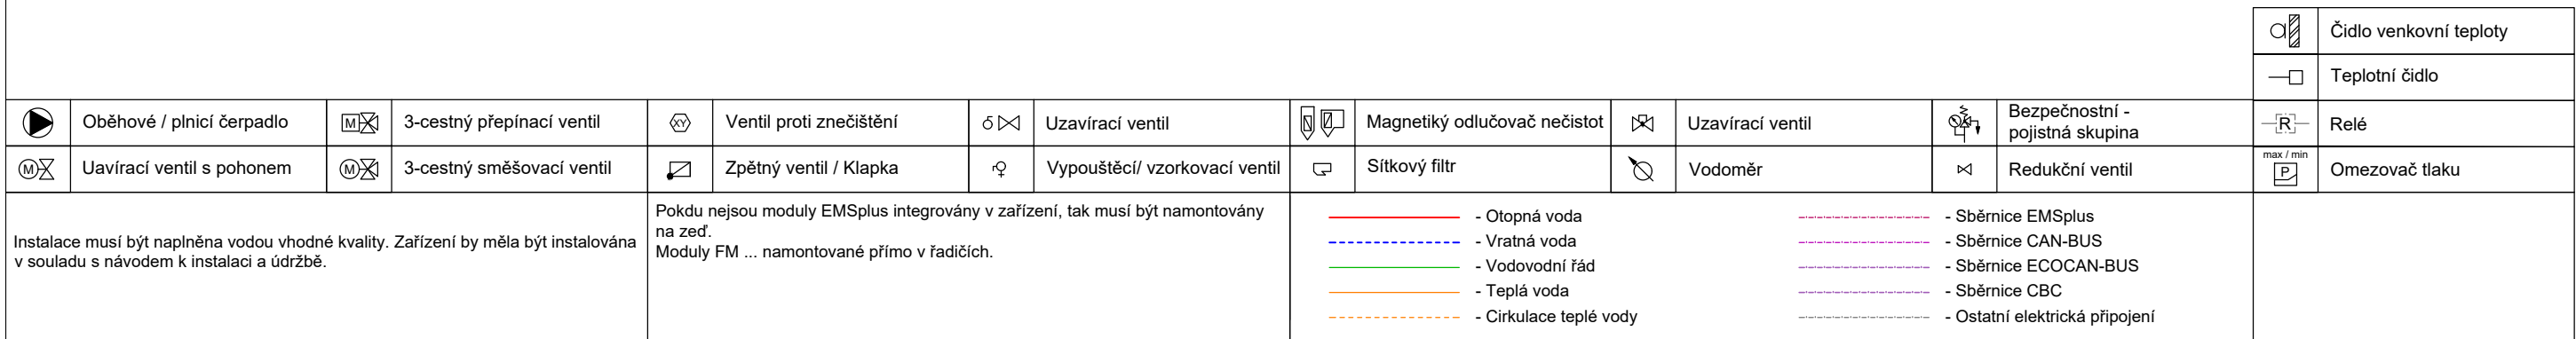 Čidlo venkovní teploty
Teplotní čidlo
Oběhové / plnicí čerpadlo
M
3-cestný přepínací ventil
XY
Ventil proti znečištění
Uzavírací ventil
Magnetiký odlučovač nečistot
Uzavírací ventil
Bezpečnostní -
pojistná skupina
R
Relé
M
Uavírací ventil s pohonem
M
3-cestný směšovací ventil
Zpětný ventil / Klapka
Vypouštěcí/ vzorkovací ventil
Sítkový filtr
Vodoměr
Redukční ventil
max / min
P
Omezovač tlaku
Instalace musí být naplněna vodou vhodné kvality. Zařízení by měla být instalována
v souladu s návodem k instalaci a údržbě.
Pokdu nejsou moduly EMSplus integrovány v zařízení, tak musí být namontovány
na zeď.
Moduly FM ... namontované přímo v řadičích.
- Otopná voda
- Vratná voda
- Vodovodní řád
- Teplá voda
- Cirkulace teplé vody
- Sběrnice EMSplus
- Sběrnice CAN-BUS
- Sběrnice ECOCAN-BUS
- Sběrnice CBC
- Ostatní elektrická připojení